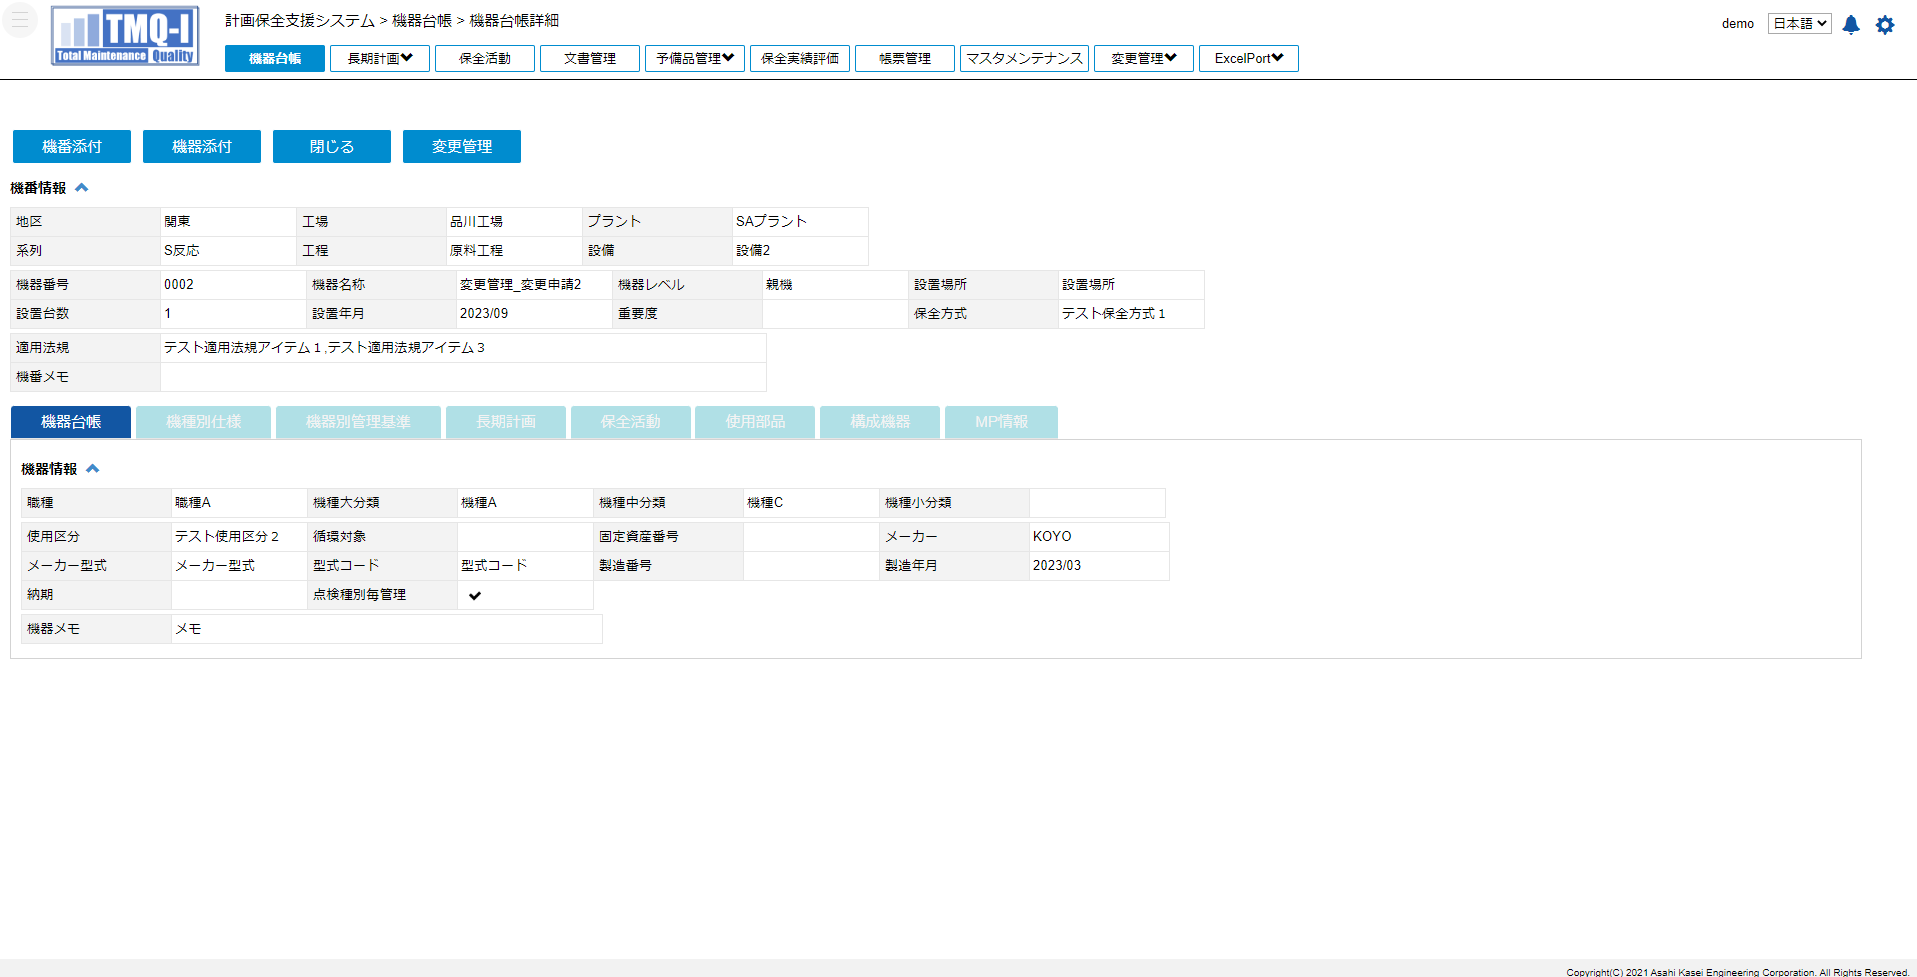 TMQ-I
Total Maintenance Quality
計画保全支援システム > 機器台帳 > 機器台帳詳細
demo 日本語
機器台帳 長期計画 保全活動 文書管理 予備品管理 保全実績評価 帳票管理 マスタメンテナンス 変更管理 ExcelPort
機番添付 機器添付 閉じる 変更管理
機番情報
地区 関東 工場 品川工場 プラント SAプラント
系列 S反応 工程 原料工程 設備 設備2
機器番号 0002 機器名称 変更管理_変更申請2 機器レベル 親機 設置場所 設置場所
設置台数 1 設置年月 2023/09 重要度 保全方式 テスト保全方式１
適用法規 テスト適用法規アイテム１,テスト適用法規アイテム３
機番メモ
機器台帳 機種別仕様 機器別管理基準 長期計画 保全活動 使用部品 構成機器 MP情報
機器情報
職種 職種A 機種大分類 機種A 機種中分類 機種C 機種小分類
使用区分 テスト使用区分２ 循環対象 固定資産番号 メーカー KOYO
メーカー型式 メーカー型式 型式コード 型式コード 製造番号 製造年月 2023/03
納期 点検種別毎管理
機器メモ メモ
Copyright(C) 2021 Asahi Kasei Engineering Corporation. All Rights Reserved.